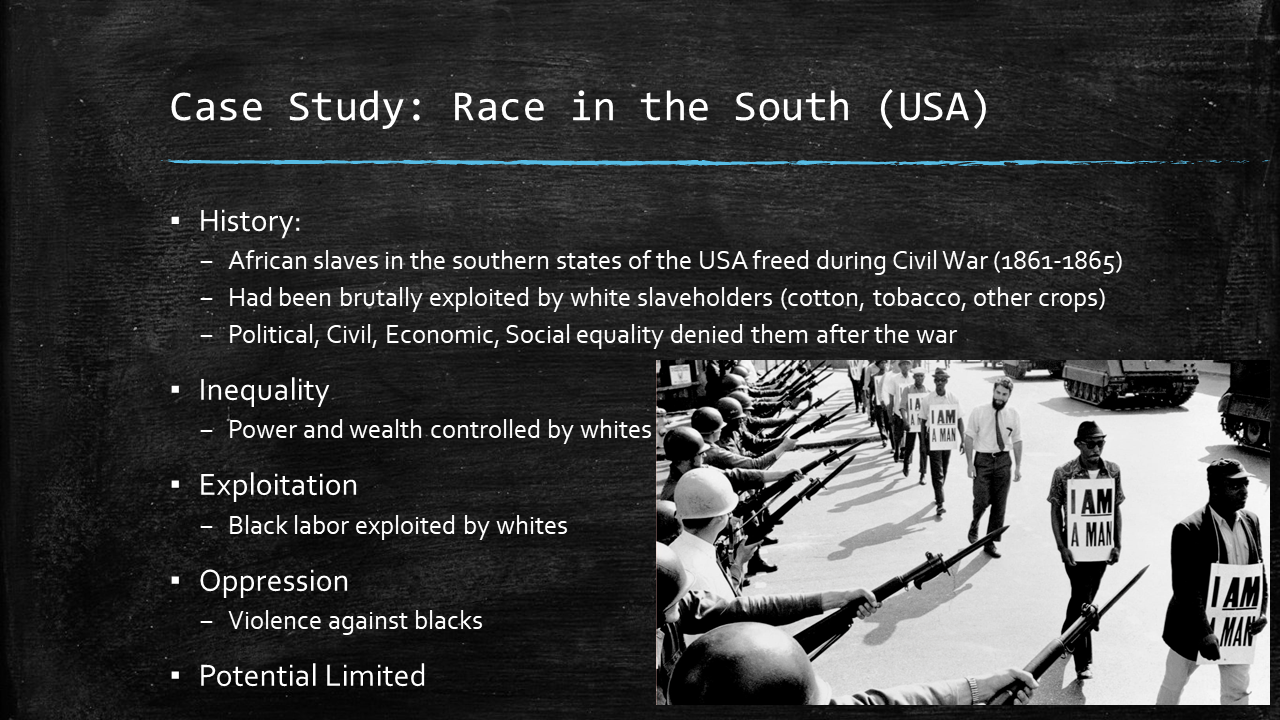 Case Study: Race in the South (USA)
▪ History:
– African slaves in the southern states of the USA freed during Civil War (1861-1865)
– Had been brutally exploited by white slaveholders (cotton, tobacco, other crops)
– Political, Civil, Economic, Social equality denied them after the war
▪ Inequality
– Power and wealth controlled by whites
▪ Exploitation
– Black labor exploited by whites
▪ Oppression
– Violence against blacks
▪ Potential Limited
I AM
A MAN
I AM
A MAN
I AM
A MAN